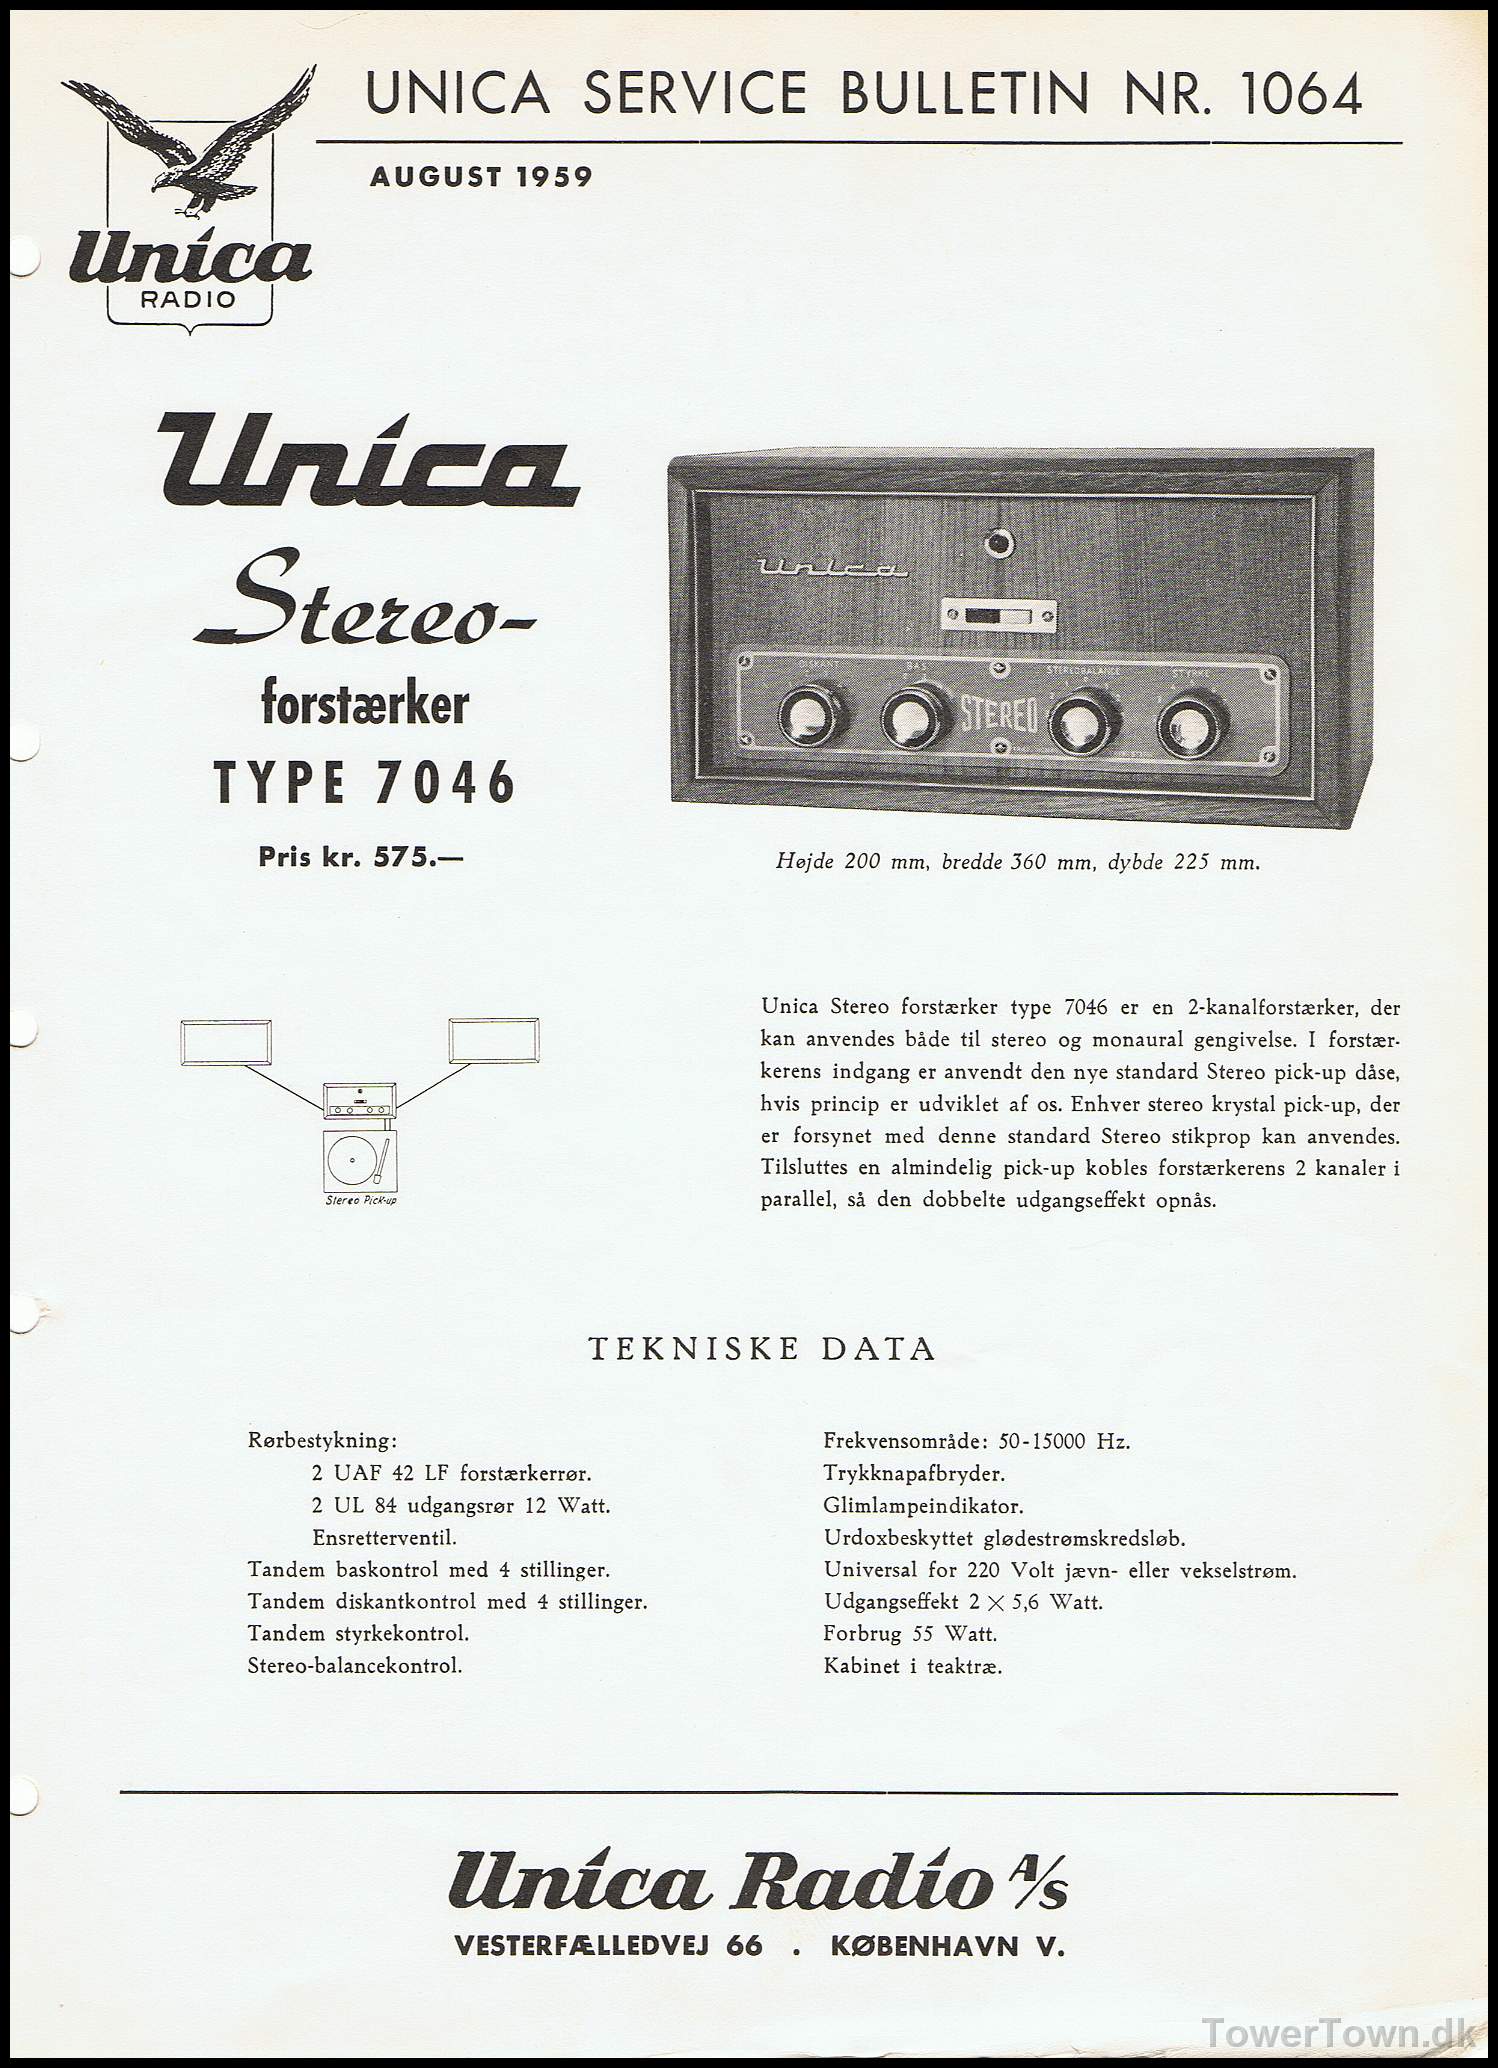 UNICA SERVICE BULLETIN NR. 1064
AUGUST 1959
Unica
RADIO
Unica
Stereo-
forstærker
TYPE 7046
Pris kr. 575.—
Unica
DISKANT
BAS
STEREO
STEREOBALANCE
STYRKE
Højde 200 mm, bredde 360 mm, dybde 225 mm.
Stereo Pick-up
Unica Stereo forstærker type 7046 er en 2-kanalforstærker, der
kan anvendes både til stereo og monaural gengivelse. I forstær-
kerens indgang er anvendt den nye standard Stereo pick-up dåse,
hvis princip er udviklet af os. Enhver stereo krystal pick-up, der
er forsynet med denne standard Stereo stikprop kan anvendes.
Tilsluttes en almindelig pick-up kobles forstærkerens 2 kanaler i
parallel, så den dobbelte udgangseffekt opnås.
TEKNISKE DATA
Rørbestykning:
2 UAF 42 LF forstærkerrør.
2 UL 84 udgangsrør 12 Watt.
Ensretterventil.
Tandem baskontrol med 4 stillinger.
Tandem diskantkontrol med 4 stillinger.
Tandem styrkekontrol.
Stereo-balancekontrol.
Frekvensområde: 50-15000 Hz.
Trykknapafbryder.
Glimlampeindikator.
Urdoxbeskyttet glødestrømskredsløb.
Universal for 220 Volt jævn- eller vekselstrøm.
Udgangseffekt 2 × 5,6 Watt.
Forbrug 55 Watt.
Kabinet i teaktræ.
Unica Radio A/S
VESTERFÆLLEDVEJ 66 . KØBENHAVN V.
TowerTown.dk